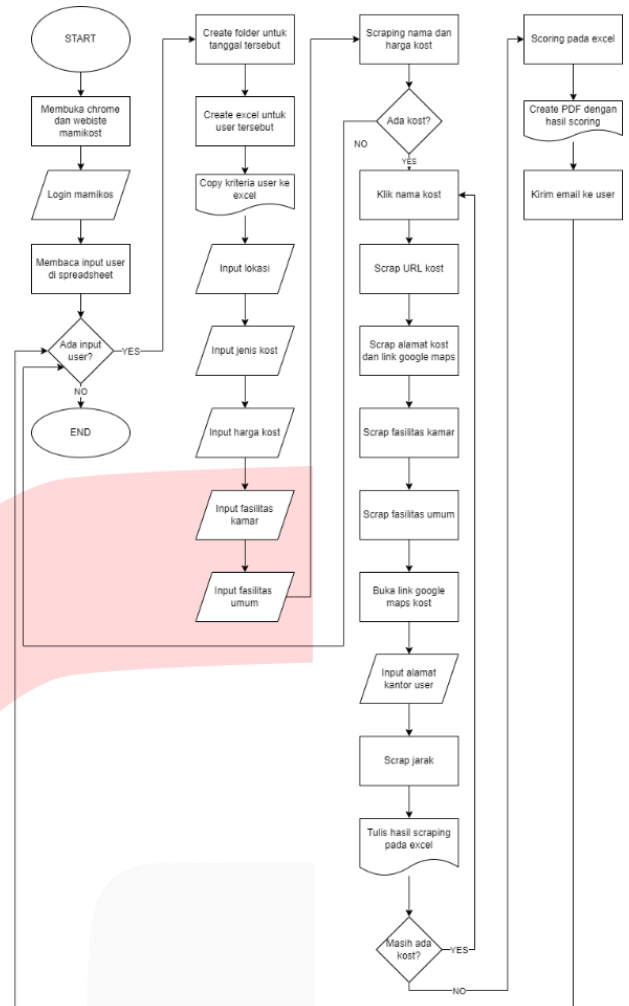 START
Membuka chrome
dan webiste
mamikost
Login mamikos
Membaca input user
di spreadsheet
Ada input
user?
YES
NO
END
Create folder untuk
tanggal tersebut
Create excel untuk
user tersebut
Copy kriteria user ke
excel
Input lokasi
Input jenis kost
Input harga kost
Input fasilitas
kamar
Input fasilitas
umum
Scraping nama dan
harga kost
Ada kost?
NO
YES
Klik nama kost
Scrap URL kost
Scrap alamat kost
dan link google maps
Scrap fasilitas kamar
Scrap fasilitas umum
Buka link google
maps kost
Input alamat
kantor user
Scrap jarak
Tulis hasil scraping
pada excel
Masih ada
kost?
YES
NO
Scoring pada excel
Create PDF dengan
hasil scoring
Kirim email ke user